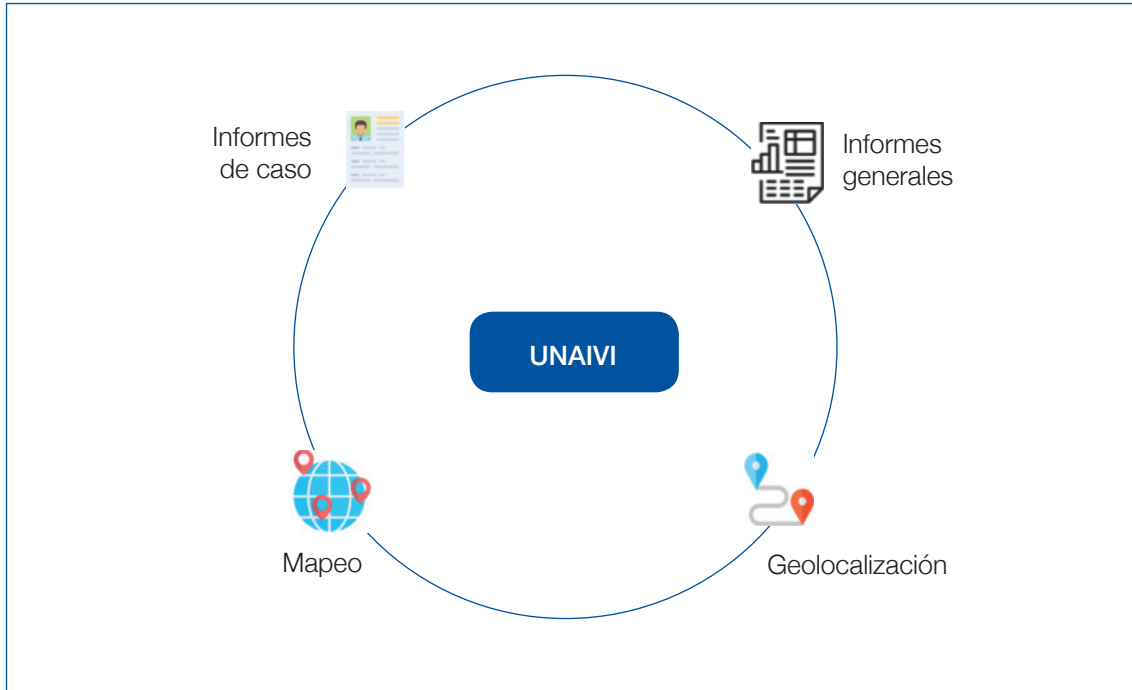 Informes
de caso
Informes
generales
UNAIVI
Mapeo
Geolocalización